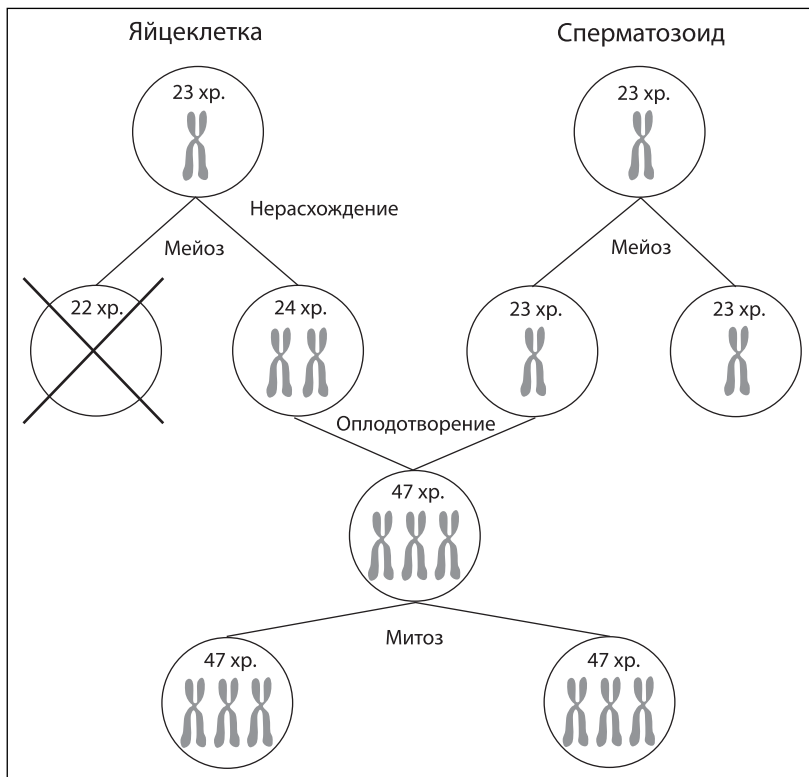 Яйцеклетка
Сперматозоид
23 хр.
23 хр.
Нерасхождение
Мейоз
Мейоз
22 хр.
24 хр.
23 хр.
23 хр.
Оплодотворение
47 хр.
Митоз
47 хр.
47 хр.